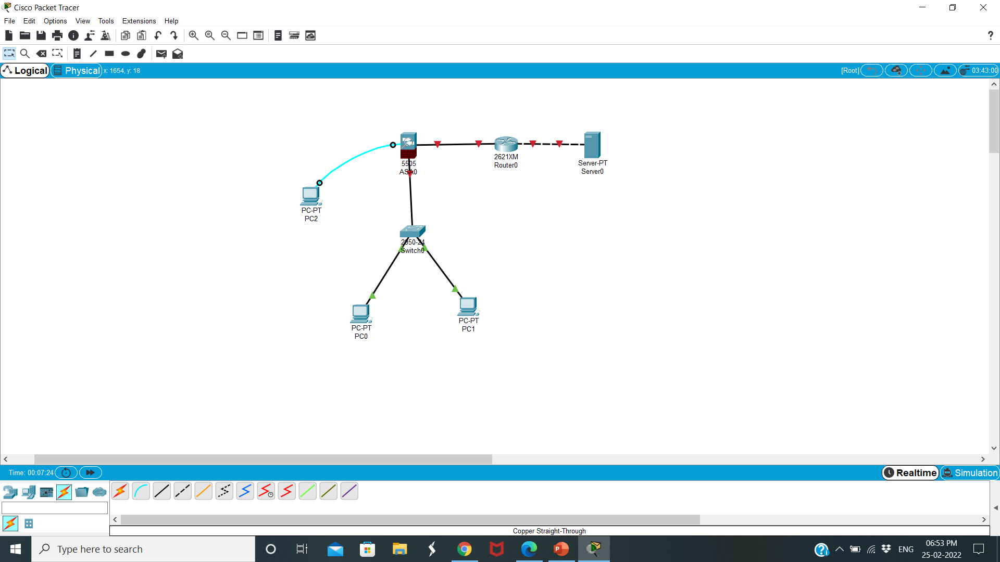 Cisco Packet Tracer
File Edit Options View Tools Extensions Help
?
Logical Physical x: 1654, y: 18 [Root] 03:43:00
5505
ASA0
2621XM
Router0
Server-PT
Server0
PC-PT
PC2
2950-24
Switch0
PC-PT
PC0
PC-PT
PC1
Time: 00:07:24 Realtime Simulation
Copper Straight-Through
Type here to search
ENG
06:53 PM
25-02-2022